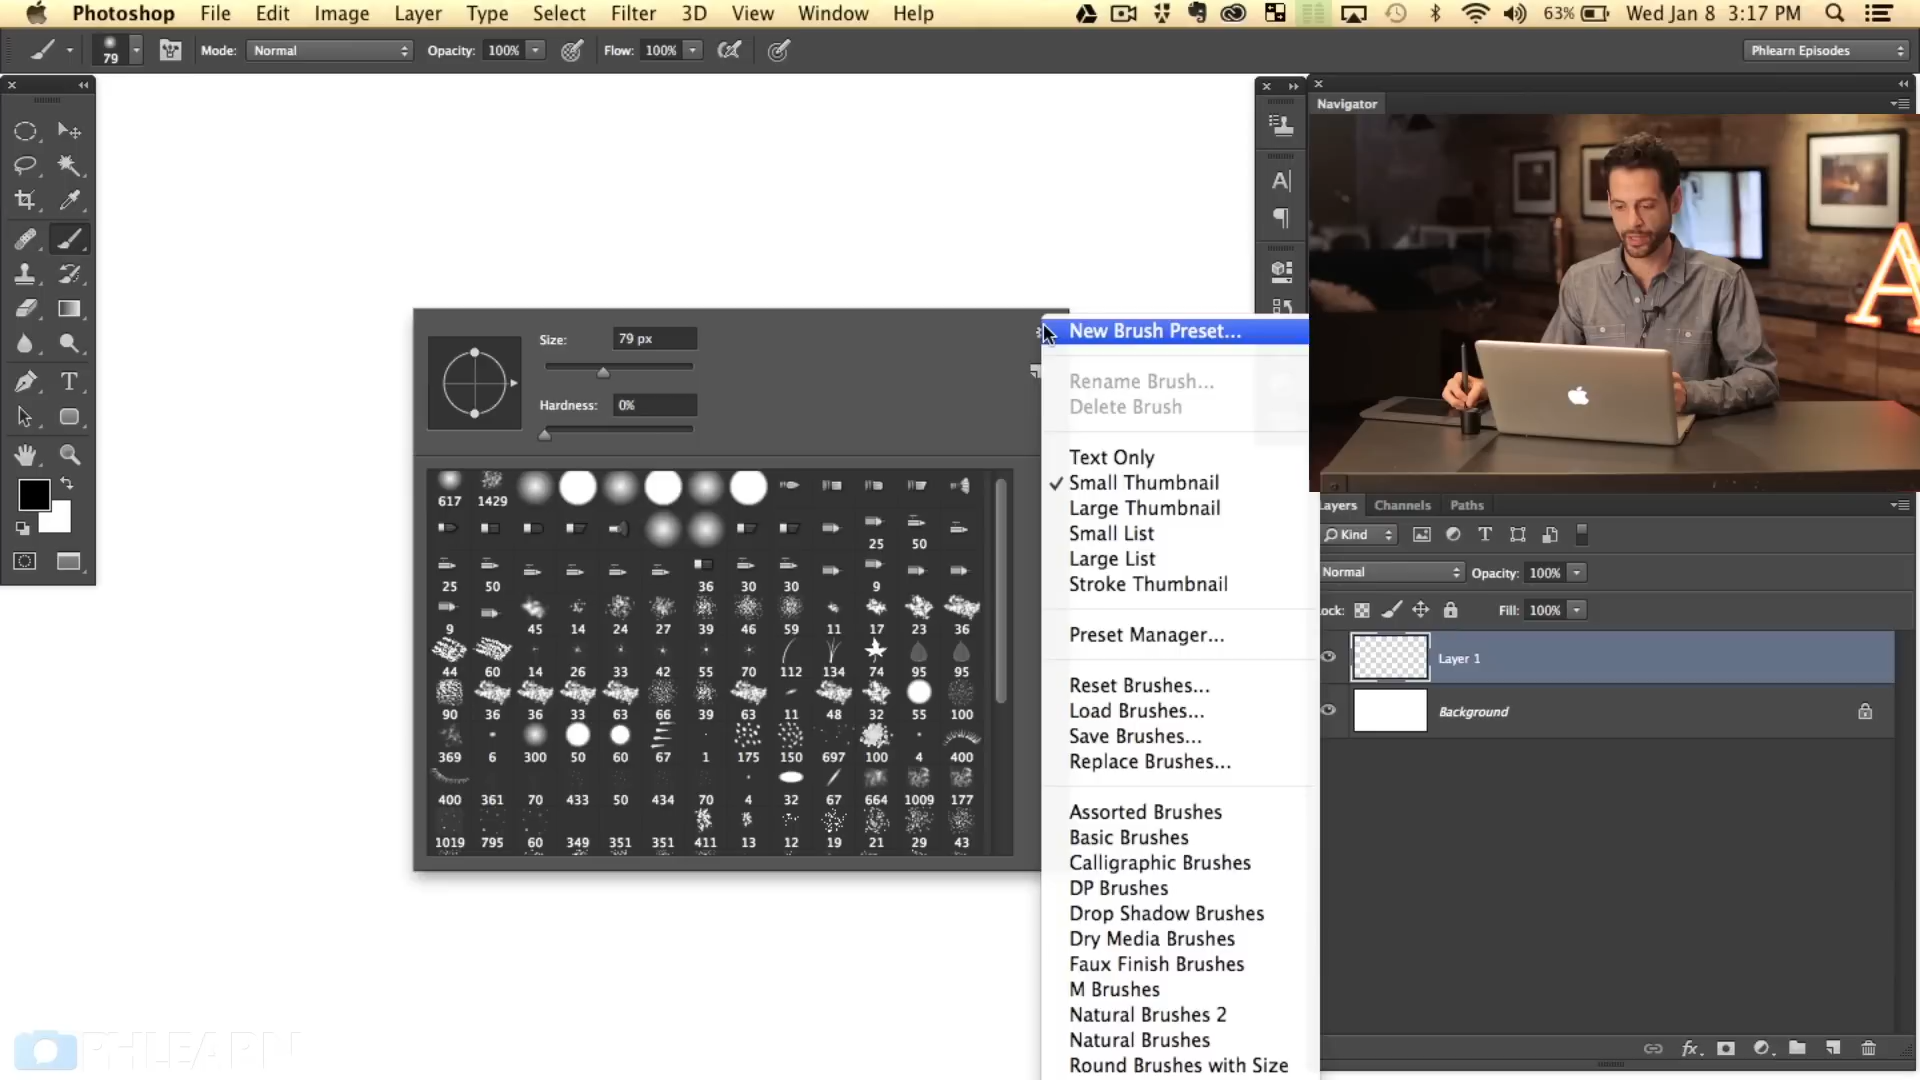 Photoshop File Edit Image Layer Type Select Filter 3D View Window Help 63% Wed Jan 8 3:17 PM
79 Mode: Normal Opacity: 100% Flow: 100% Phlearn Episodes
Navigator
Size: 79 px
Hardness: 0%
617 1429
25 50
25 50 36 30 30 9
9 45 14 24 27 39 46 59 11 17 23 36
44 60 14 26 33 42 55 70 112 134 74 95 95
90 36 36 33 63 66 39 63 11 48 32 55 100
369 6 300 50 60 67 1 175 150 697 100 4 400
400 361 70 433 50 434 70 4 32 67 664 1009 177
1019 795 60 349 351 351 411 13 12 19 21 29 43
New Brush Preset...
Rename Brush...
Delete Brush
Text Only
Small Thumbnail
Large Thumbnail
Small List
Large List
Stroke Thumbnail
Preset Manager...
Reset Brushes...
Load Brushes...
Save Brushes...
Replace Brushes...
Assorted Brushes
Basic Brushes
Calligraphic Brushes
DP Brushes
Drop Shadow Brushes
Dry Media Brushes
Faux Finish Brushes
M Brushes
Natural Brushes 2
Natural Brushes
Round Brushes with Size
ayers Channels Paths
Kind
Normal Opacity: 100%
ock: Fill: 100%
Layer 1
Background
fx
PHLEARN